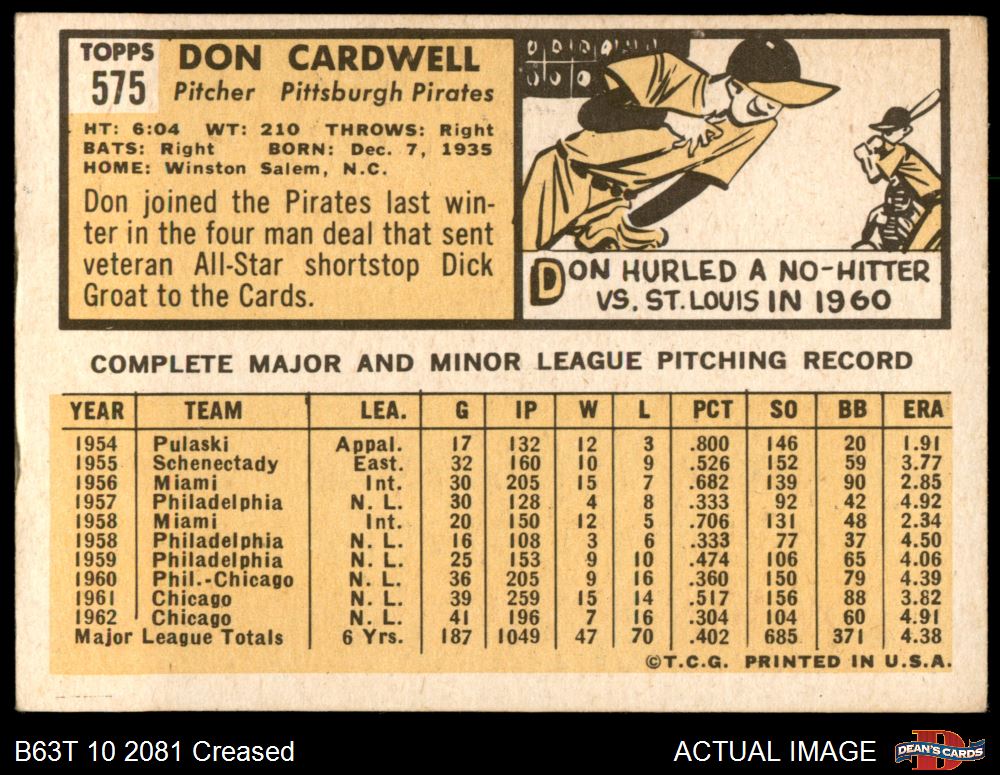 TOPPS
575
DON CARDWELL
Pitcher Pittsburgh Pirates
HT: 6:04 WT: 210 THROWS: Right
BATS: Right BORN: Dec. 7, 1935
HOME: Winston Salem, N.C.
Don joined the Pirates last win-
ter in the four man deal that sent
veteran All-Star shortstop Dick
Groat to the Cards.
DON HURLED A NO-HITTER
VS. ST. LOUIS IN 1960
COMPLETE MAJOR AND MINOR LEAGUE PITCHING RECORD
YEAR TEAM LEA. G IP W L PCT SO BB ERA
1954 Pulaski Appal. 17 132 12 3 .800 146 20 1.91
1955 Schenectady East. 32 160 10 9 .526 152 59 3.77
1956 Miami Int. 30 205 15 7 .682 139 90 2.85
1957 Philadelphia N. L. 30 128 4 8 .333 92 42 4.92
1958 Miami Int. 20 150 12 5 .706 131 48 2.34
1958 Philadelphia N. L. 16 108 3 6 .333 77 37 4.50
1959 Philadelphia N. L. 25 153 9 10 .474 106 65 4.06
1960 Phil.-Chicago N. L. 36 205 9 16 .360 150 79 4.39
1961 Chicago N. L. 39 259 15 14 .517 156 88 3.82
1962 Chicago N. L. 41 196 7 16 .304 104 60 4.91
Major League Totals 6 Yrs. 187 1049 47 70 .402 685 371 4.38
©T.C.G. PRINTED IN U.S.A.
B63T 10 2081 Creased
ACTUAL IMAGE
DEAN'S CARDS